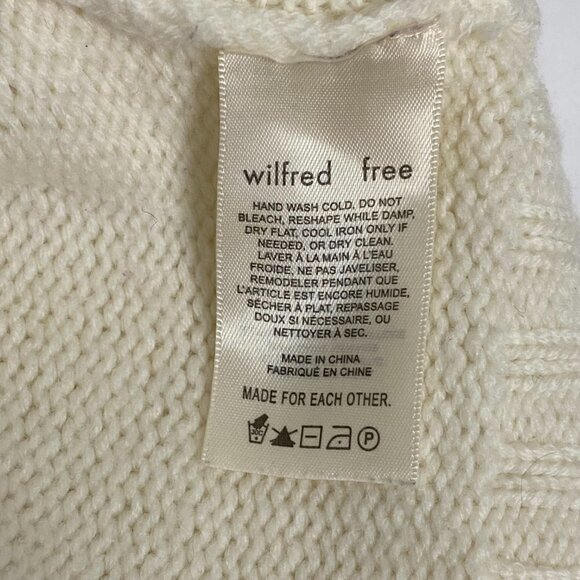 wilfred free
HAND WASH COLD. DO NOT
BLEACH, RESHAPE WHILE DAMP,
DRY FLAT, COOL IRON ONLY IF
NEEDED, OR DRY CLEAN.
LAVER À LA MAIN À L'EAU
FROIDE, NE PAS JAVELISER,
REMODELER PENDANT QUE
L'ARTICLE EST ENCORE HUMIDE,
SÉCHER À PLAT, REPASSAGE
DOUX SI NÉCESSAIRE, OU
NETTOYER À SEC.
MADE IN CHINA
FABRIQUÉ EN CHINE
MADE FOR EACH OTHER.
30C P